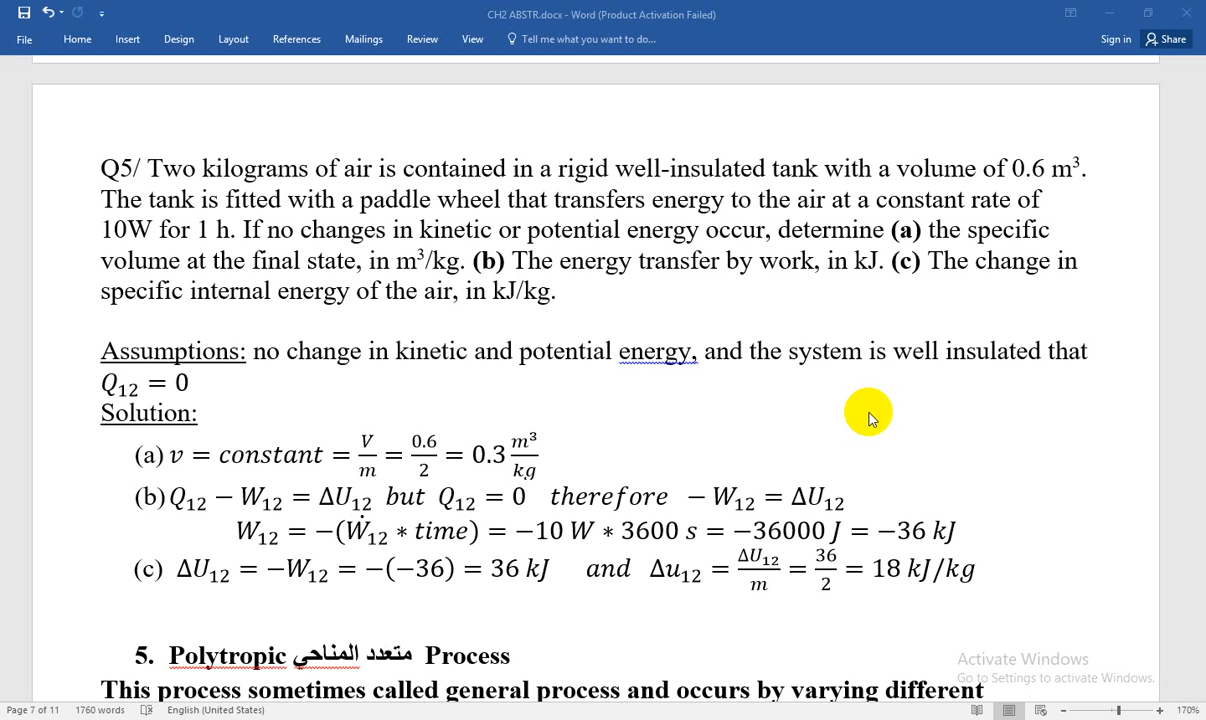 CH2 ABSTR.docx - Word (Product Activation Failed)
File Home Insert Design Layout References Mailings Review View Tell me what you want to do... Sign in Share
Q5/ Two kilograms of air is contained in a rigid well-insulated tank with a volume of 0.6 m³.
The tank is fitted with a paddle wheel that transfers energy to the air at a constant rate of
10W for 1 h. If no changes in kinetic or potential energy occur, determine (a) the specific
volume at the final state, in m³/kg. (b) The energy transfer by work, in kJ. (c) The change in
specific internal energy of the air, in kJ/kg.
Assumptions: no change in kinetic and potential energy, and the system is well insulated that
Q₁₂ = 0
Solution:
(a) v = constant = V/m = 0.6/2 = 0.3 m³/kg
(b) Q₁₂ − W₁₂ = ΔU₁₂ but Q₁₂ = 0 therefore − W₁₂ = ΔU₁₂
W₁₂ = −(Ẇ₁₂ ∗ time) = −10 W ∗ 3600 s = −36000 J = −36 kJ
(c) ΔU₁₂ = −W₁₂ = −(−36) = 36 kJ and Δu₁₂ = ΔU₁₂/m = 36/2 = 18 kJ/kg
5. Polytropic متعدد المناحي Process
This process sometimes called general process and occurs by varying different
Activate Windows
Go to Settings to activate Windows.
Page 7 of 11 1760 words English (United States) 170%